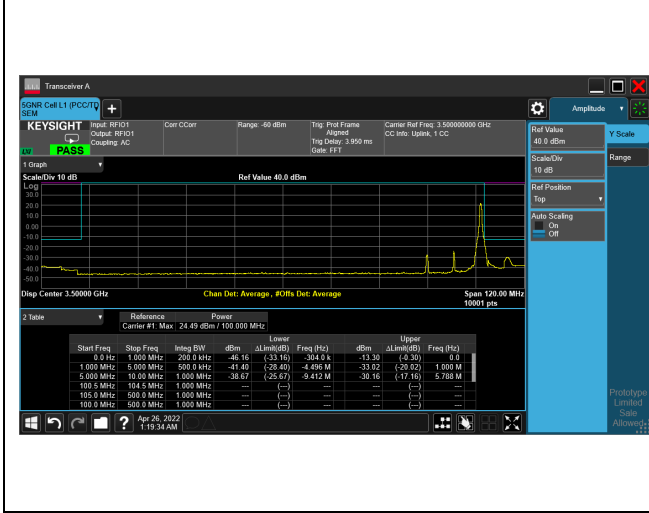 Transceiver A
5GNR Cell L1 (PCC/TD
SEM
Amplitude
KEYSIGHT
Input: RFIO1
Output: RFIO1
Coupling: AC
Corr CCorr
Range: -60 dBm
Trig: Prot Frame
Aligned
Trig Delay: 3.950 ms
Gate: FFT
Carrier Ref Freq: 3.500000000 GHz
CC Info: Uplink, 1 CC
PASS
1 Graph
Scale/Div 10 dB
Ref Value 40.0 dBm
Log
30.0
20.0
10.0
0.00
-10.0
-20.0
-30.0
-40.0
-50.0
Disp Center 3.50000 GHz
Chan Det: Average , #Offs Det: Average
Span 120.00 MHz
10001 pts
2 Table
Reference Power
Carrier #1: Max 24.49 dBm / 100.000 MHz
Lower Upper
Start Freq Stop Freq Integ BW dBm ΔLimit(dB) Freq (Hz) dBm ΔLimit(dB) Freq (Hz)
0.0 Hz 1.000 MHz 200.0 kHz -46.16 (-33.16) -304.0 k -13.30 (-0.30) 0.0
1.000 MHz 5.000 MHz 500.0 kHz -41.40 (-28.40) -4.496 M -33.02 (-20.02) 1.000 M
5.000 MHz 10.00 MHz 1.000 MHz -38.67 (-25.67) -9.412 M -30.16 (-17.16) 5.788 M
100.5 MHz 104.5 MHz 1.000 MHz --- (---) --- --- (---) ---
105.0 MHz 500.0 MHz 1.000 MHz --- (---) --- --- (---) ---
100.0 MHz 500.0 MHz 1.000 MHz --- (---) --- --- (---) ---
Apr 26, 2022
1:19:34 AM
Ref Value
40.0 dBm
Scale/Div
10 dB
Ref Position
Top
Auto Scaling
On
Off
Y Scale
Range
Prototype
Limited
Sale
Allowed